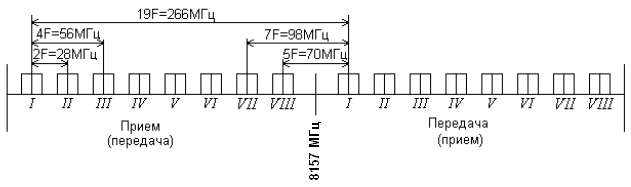 19F=266МГц
4F=56МГц
7F=98МГц
2F=28МГц
5F=70МГц
I II III IV V VI VII VIII I II III IV V VI VII VIII
Прием
(передача)
8157 МГц
Передача
(прием)